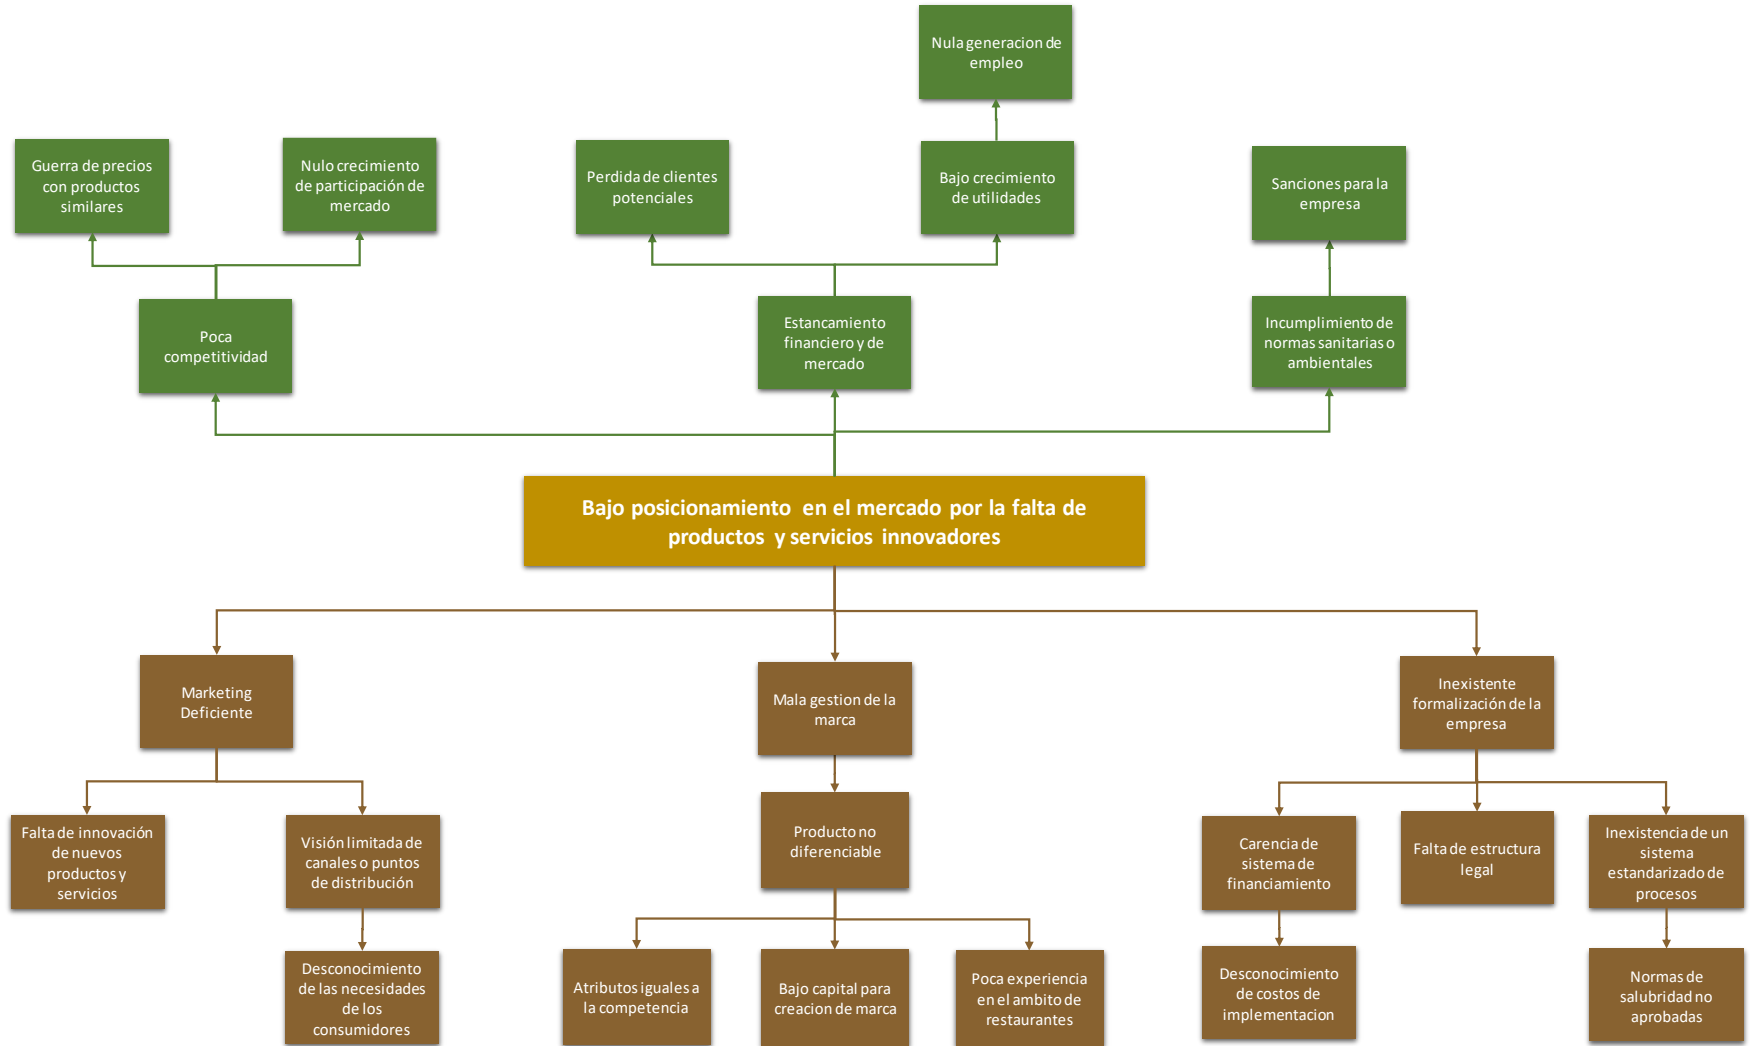 Nula generacion de
empleo
Guerra de precios
con productos
similares
Nulo crecimiento
de participación de
mercado
Perdida de clientes
potenciales
Bajo crecimiento
de utilidades
Sanciones para la
empresa
Poca
competitividad
Estancamiento
financiero y de
mercado
Incumplimiento de
normas sanitarias o
ambientales
Bajo posicionamiento en el mercado por la falta de
productos y servicios innovadores
Marketing
Deficiente
Mala gestion de la
marca
Inexistente
formalización de la
empresa
Falta de innovación
de nuevos
productos y
servicios
Visión limitada de
canales o puntos
de distribución
Producto no
diferenciable
Carencia de
sistema de
financiamiento
Falta de estructura
legal
Inexistencia de un
sistema
estandarizado de
procesos
Desconocimiento
de las necesidades
de los
consumidores
Atributos iguales a
la competencia
Bajo capital para
creacion de marca
Poca experiencia
en el ambito de
restaurantes
Desconocimiento
de costos de
implementacion
Normas de
salubridad no
aprobadas